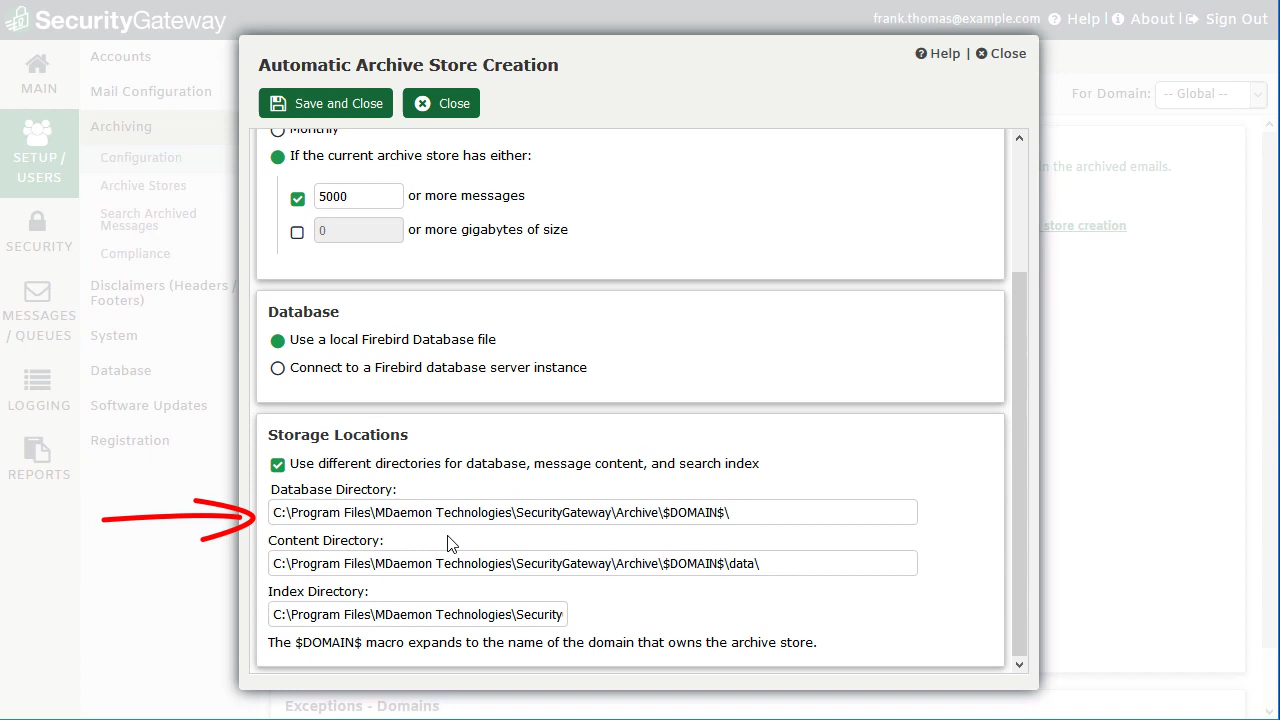 SecurityGateway
frank.thomas@example.com Help | About | Sign Out
MAIN
SETUP / USERS
SECURITY
MESSAGES / QUEUES
LOGGING
REPORTS
Accounts
Mail Configuration
Archiving
Configuration
Archive Stores
Search Archived
Messages
Compliance
Disclaimers (Headers /
Footers)
System
Database
Software Updates
Registration
For Domain: -- Global --
in the archived emails.
store creation
Exceptions - Domains
Help | Close
Automatic Archive Store Creation
Save and Close Close
Monthly
If the current archive store has either:
5000 or more messages
0 or more gigabytes of size
Database
Use a local Firebird Database file
Connect to a Firebird database server instance
Storage Locations
Use different directories for database, message content, and search index
Database Directory:
C:\Program Files\MDaemon Technologies\SecurityGateway\Archive\$DOMAIN$\
Content Directory:
C:\Program Files\MDaemon Technologies\SecurityGateway\Archive\$DOMAIN$\data\
Index Directory:
C:\Program Files\MDaemon Technologies\Security
The $DOMAIN$ macro expands to the name of the domain that owns the archive store.